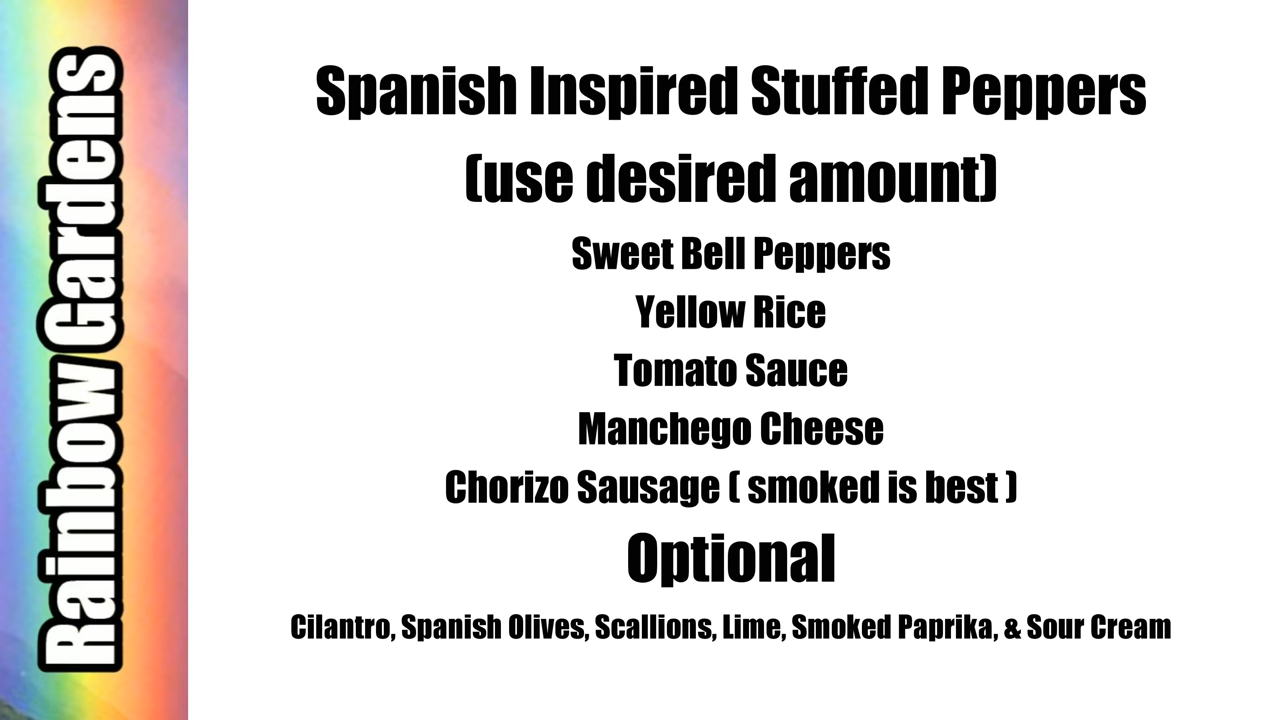 Rainbow Gardens
Spanish Inspired Stuffed Peppers
(use desired amount)
Sweet Bell Peppers
Yellow Rice
Tomato Sauce
Manchego Cheese
Chorizo Sausage ( smoked is best )
Optional
Cilantro, Spanish Olives, Scallions, Lime, Smoked Paprika, & Sour Cream